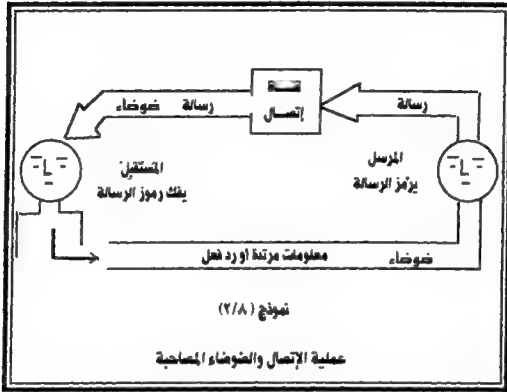 رسالة
إتصال
رسالة ضوضاء
المرسل
يرمز الرسالة
المستقبل
يفك رموز الرسالة
ضوضاء
معلومات مرتدة أو رد فعل
نموذج (٢/٨)
عملية الإتصال والضوضاء المصاحبة